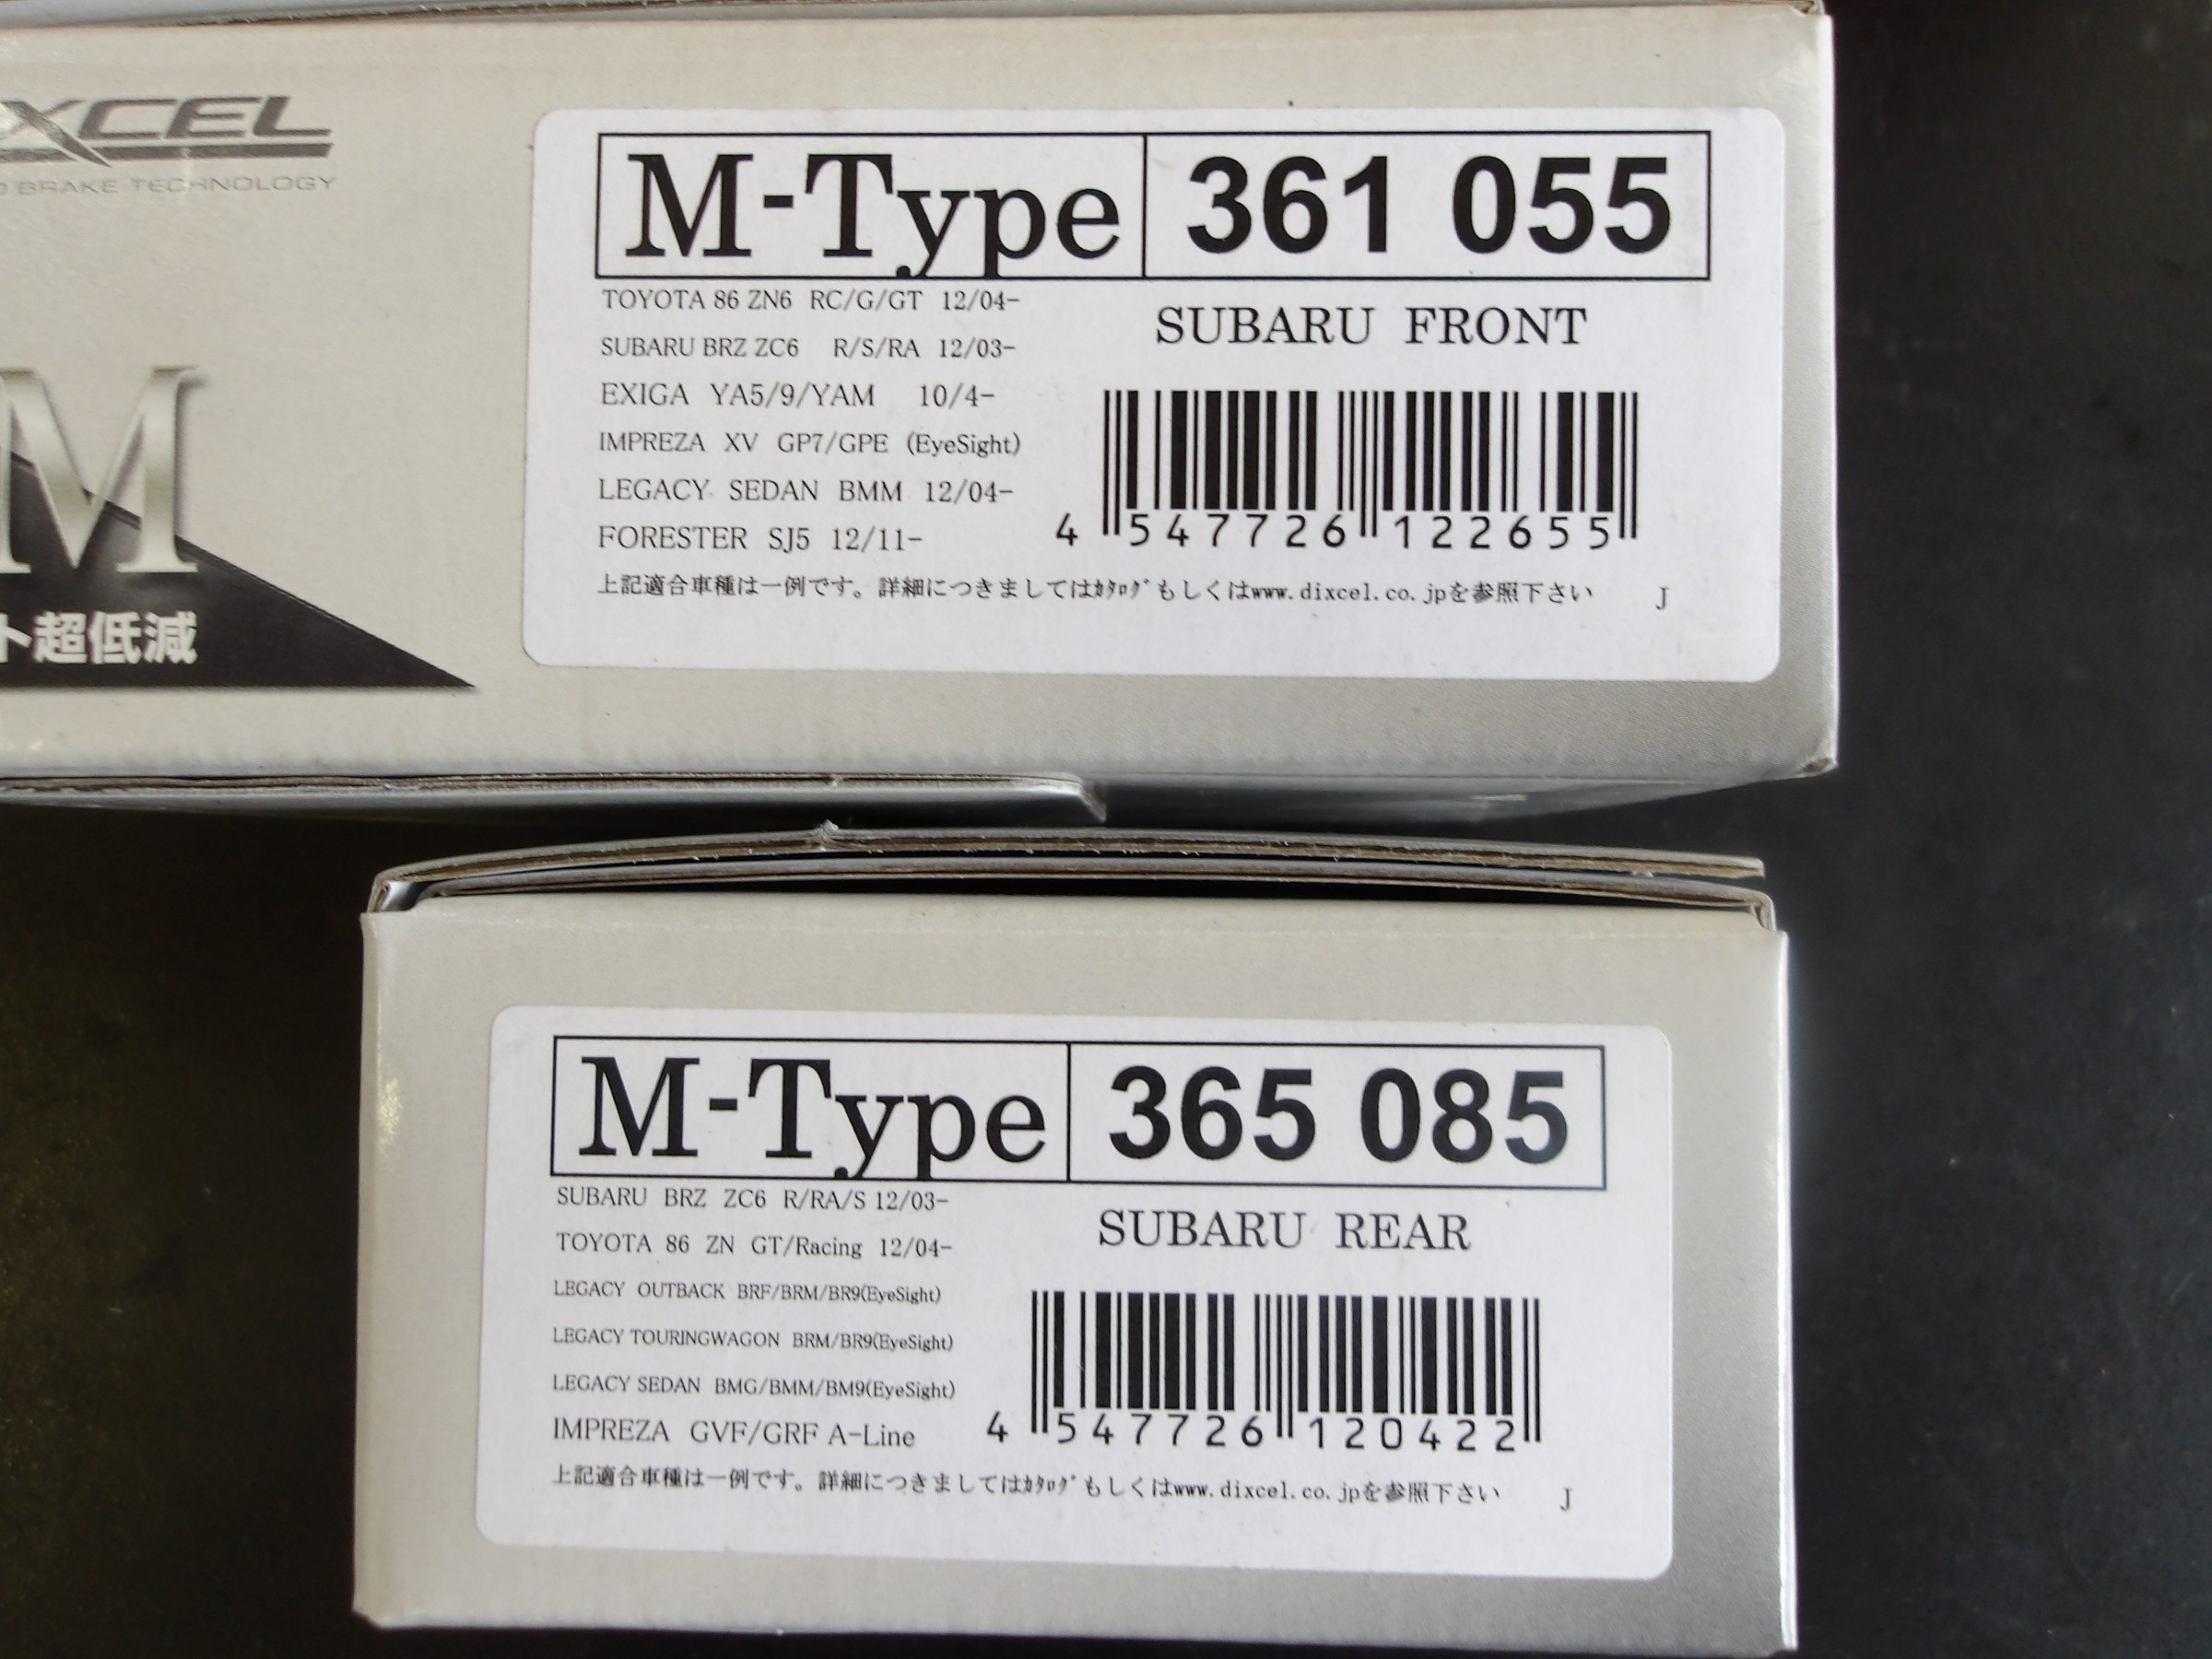 XCEL
BRAKE TECHNOLOGY
M
ト超低減
M-Type 361 055
TOYOTA 86 ZN6 RC/G/GT 12/04-
SUBARU BRZ ZC6 R/S/RA 12/03-
EXIGA YA5/9/YAM 10/4-
IMPREZA XV GP7/GPE (EyeSight)
LEGACY SEDAN BMM 12/04-
FORESTER SJ5 12/11-
SUBARU FRONT
4 547726 122655
上記適合車種は一例です。詳細につきましてはｶﾀﾛｸﾞもしくはwww.dixcel.co.jpを参照下さい J
M-Type 365 085
SUBARU BRZ ZC6 R/RA/S 12/03-
TOYOTA 86 ZN GT/Racing 12/04-
LEGACY OUTBACK BRF/BRM/BR9(EyeSight)
LEGACY TOURINGWAGON BRM/BR9(EyeSight)
LEGACY SEDAN BMG/BMM/BM9(EyeSight)
IMPREZA GVF/GRF A-Line
SUBARU REAR
4 547726 120422
上記適合車種は一例です。詳細につきましてはｶﾀﾛｸﾞもしくはwww.dixcel.co.jpを参照下さい J